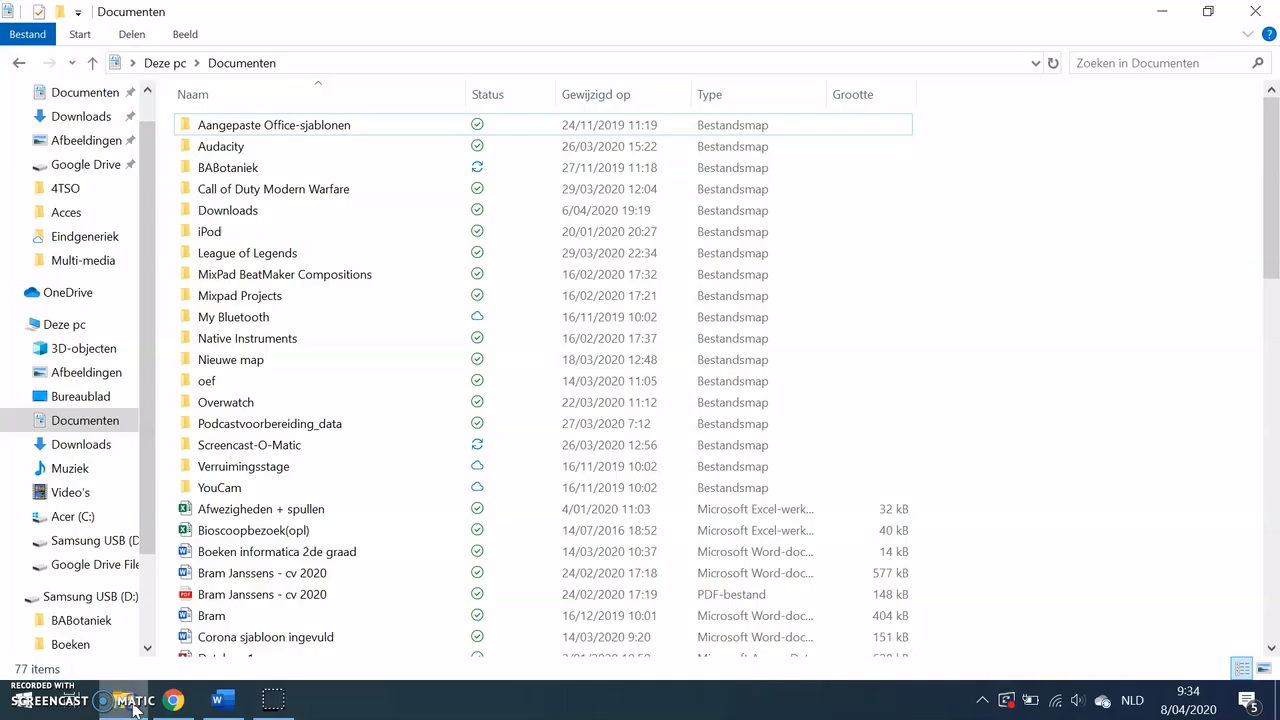 Documenten
Bestand Start Delen Beeld
Deze pc Documenten Zoeken in Documenten
Naam Status Gewijzigd op Type Grootte
Documenten
Downloads
Afbeeldingen
Google Drive
4TSO
Acces
Eindgeneriek
Multi-media
OneDrive
Deze pc
3D-objecten
Afbeeldingen
Bureaublad
Documenten
Downloads
Muziek
Video's
Acer (C:)
Samsung USB (D
Google Drive File
Samsung USB (D:)
BABotaniek
Boeken
Aangepaste Office-sjablonen 24/11/2019 11:19 Bestandsmap
Audacity 26/03/2020 15:22 Bestandsmap
BABotaniek 27/11/2019 11:18 Bestandsmap
Call of Duty Modern Warfare 29/03/2020 12:04 Bestandsmap
Downloads 6/04/2020 19:19 Bestandsmap
iPod 20/01/2020 20:27 Bestandsmap
League of Legends 29/03/2020 22:34 Bestandsmap
MixPad BeatMaker Compositions 16/02/2020 17:32 Bestandsmap
Mixpad Projects 16/02/2020 17:21 Bestandsmap
My Bluetooth 16/11/2019 10:02 Bestandsmap
Native Instruments 16/02/2020 17:37 Bestandsmap
Nieuwe map 18/03/2020 12:48 Bestandsmap
oef 14/03/2020 11:05 Bestandsmap
Overwatch 22/03/2020 11:12 Bestandsmap
Podcastvoorbereiding_data 27/03/2020 7:12 Bestandsmap
Screencast-O-Matic 26/03/2020 12:56 Bestandsmap
Verruimingsstage 16/11/2019 10:02 Bestandsmap
YouCam 16/11/2019 10:02 Bestandsmap
Afwezigheden + spullen 4/01/2020 11:03 Microsoft Excel-werk... 32 kB
Bioscoopbezoek(opl) 14/07/2016 18:52 Microsoft Excel-werk... 40 kB
Boeken informatica 2de graad 14/03/2020 10:37 Microsoft Word-doc... 14 kB
Bram Janssens - cv 2020 24/02/2020 17:18 Microsoft Word-doc... 577 kB
Bram Janssens - cv 2020 24/02/2020 17:19 PDF-bestand 148 kB
Bram 16/12/2019 10:01 Microsoft Word-doc... 404 kB
Corona sjabloon ingevuld 14/03/2020 9:20 Microsoft Word-doc... 151 kB
77 items
RECORDED WITH
SCREENCAST MATIC
NLD
9:34
8/04/2020
5